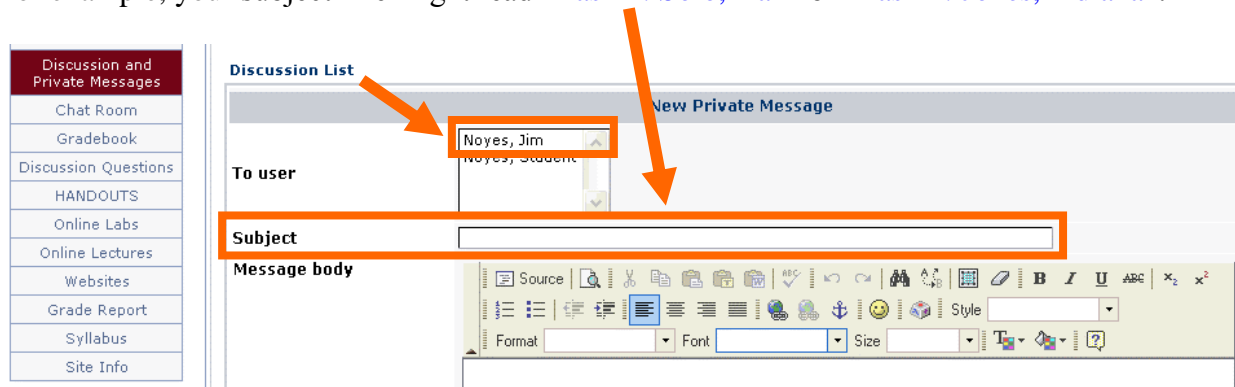 Discussion and
Private Messages
Chat Room
Gradebook
Discussion Questions
HANDOUTS
Online Labs
Online Lectures
Websites
Grade Report
Syllabus
Site Info
Discussion List
New Private Message
To user
Noyes, Jim
Noyes, Student
Subject
Message body
Source
ABC
B I U ABC x₂ x²
Style
Format Font Size